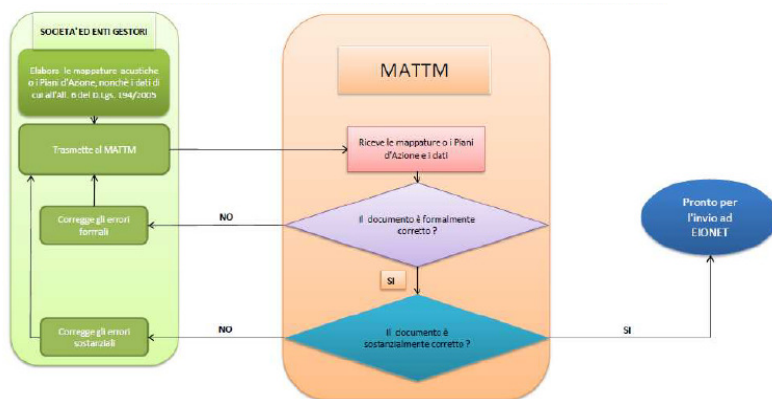 SOCIETA' ED ENTI GESTORI
Elabora le mappature acustiche
o i Piani d'Azione, nonchè i dati di
cui all'All. 6 del D.Lgs. 194/2005
Trasmette al MATTM
Corregge gli errori
formali
Corregge gli errori
sostanziali
MATTM
Riceve le mappature o i Piani
d'Azione e i dati
Il documento è formalmente
corretto ?
NO
SI
Il documento è
sostanzialmente corretto ?
NO
SI
Pronto per
l'invio ad
EIONET